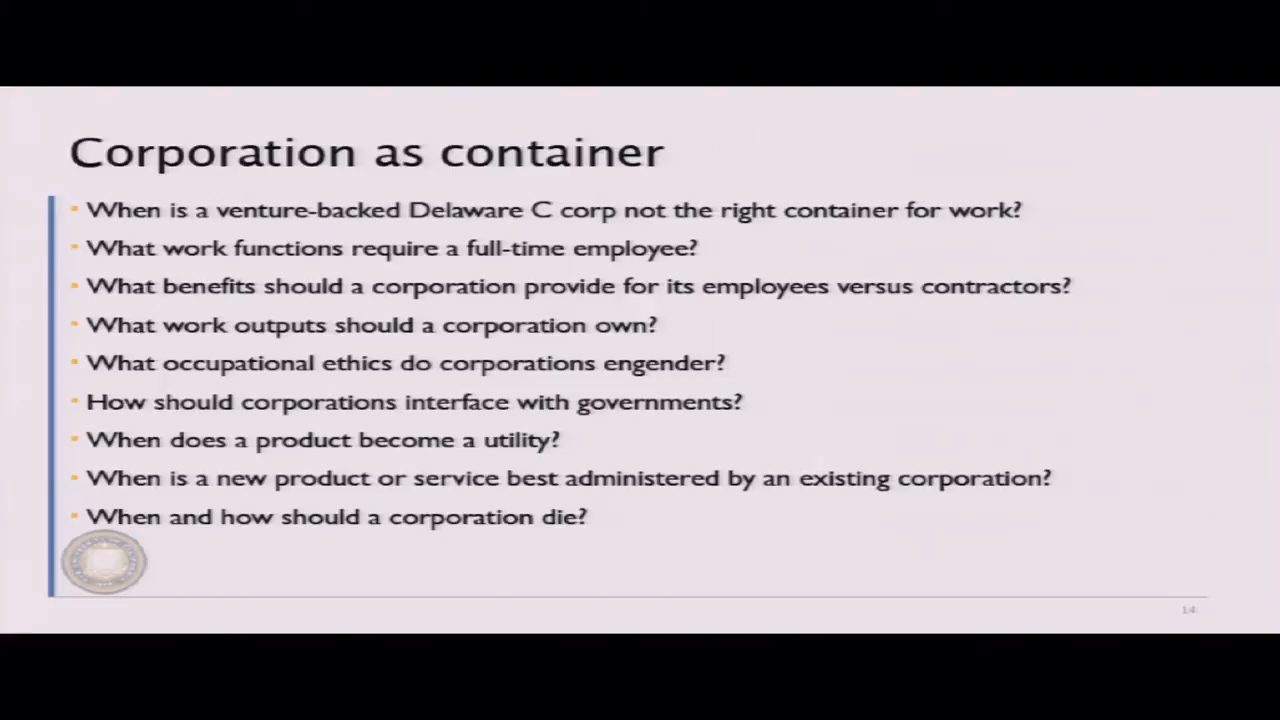 Corporation as container
When is a venture-backed Delaware C corp not the right container for work?
What work functions require a full-time employee?
What benefits should a corporation provide for its employees versus contractors?
What work outputs should a corporation own?
What occupational ethics do corporations engender?
How should corporations interface with governments?
When does a product become a utility?
When is a new product or service best administered by an existing corporation?
When and how should a corporation die?
14